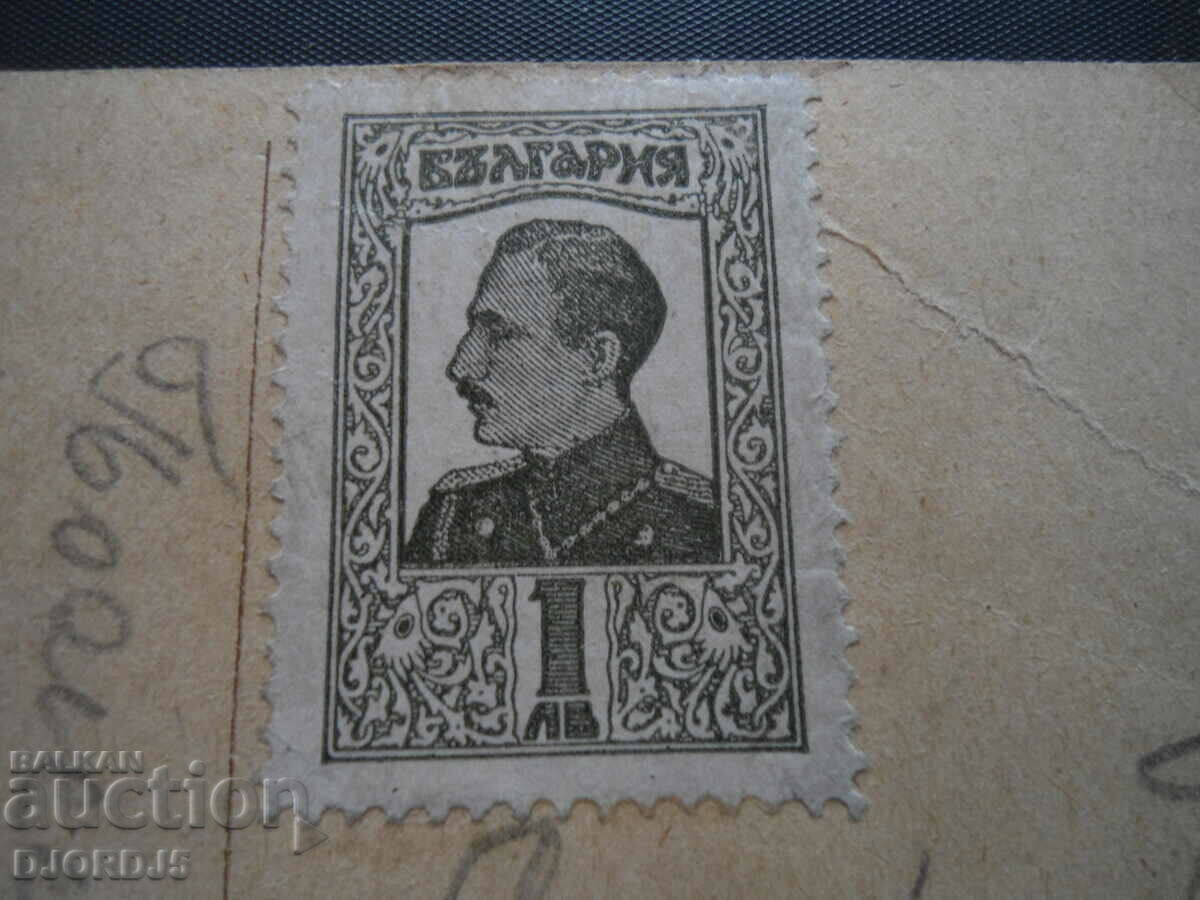 БЪЛГАРИЯ
1
ЛВ
BALKAN
auction
DJORDJ5